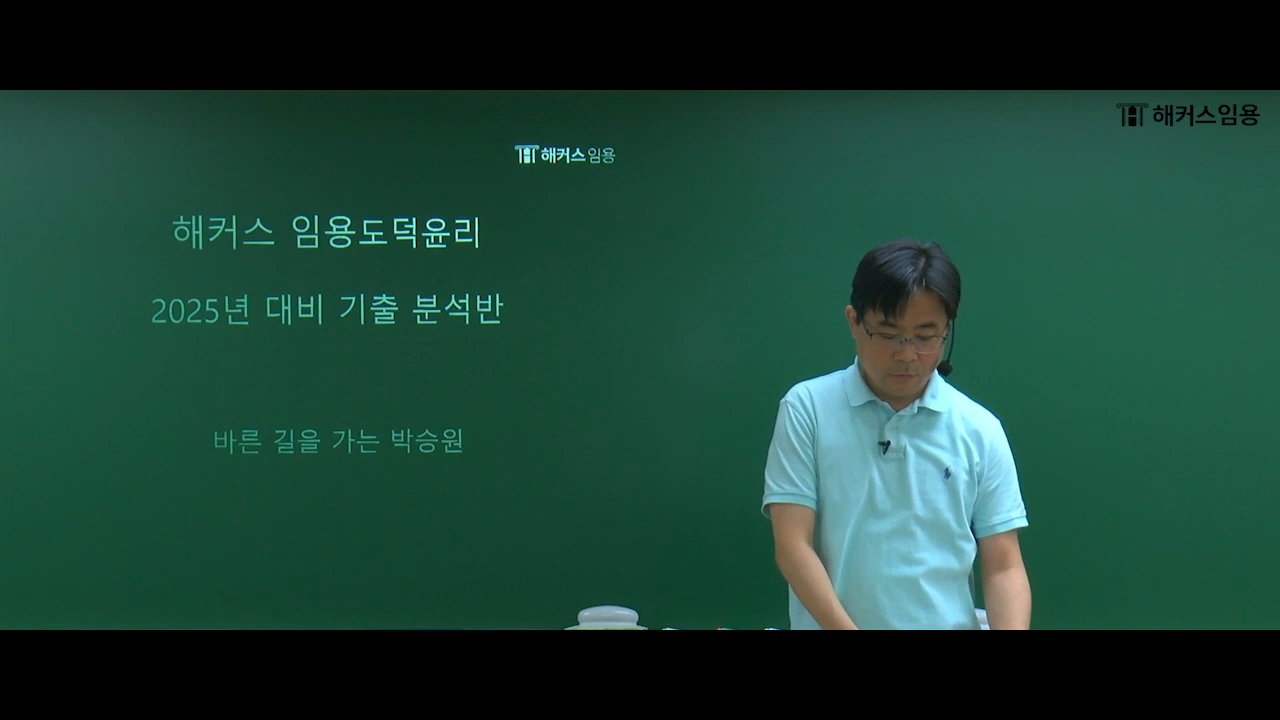 해커스임용
해커스임용
해커스 임용도덕윤리
2025년 대비 기출 분석반
바른 길을 가는 박승원